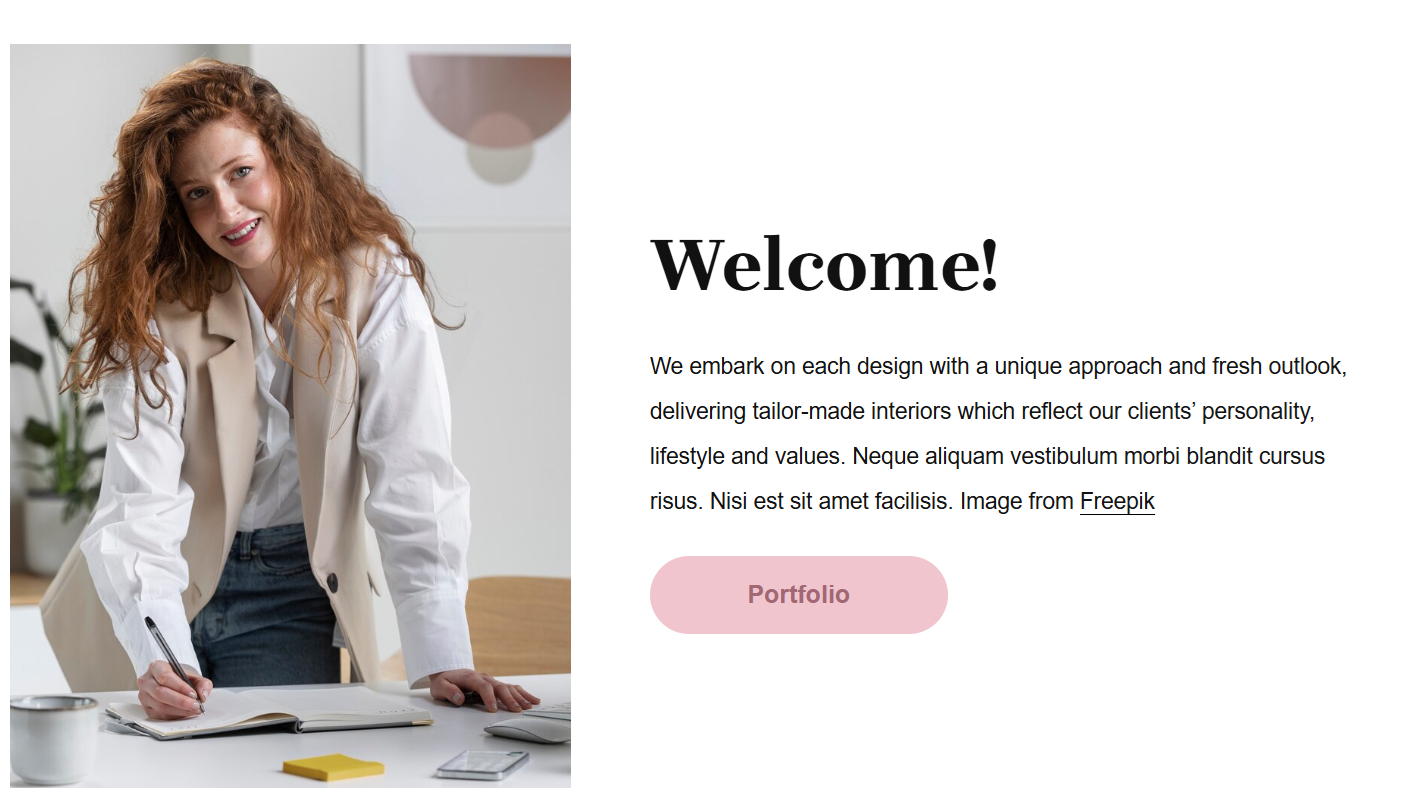 Welcome!
We embark on each design with a unique approach and fresh outlook,
delivering tailor-made interiors which reflect our clients’ personality,
lifestyle and values. Neque aliquam vestibulum morbi blandit cursus
risus. Nisi est sit amet facilisis. Image from Freepik
Portfolio